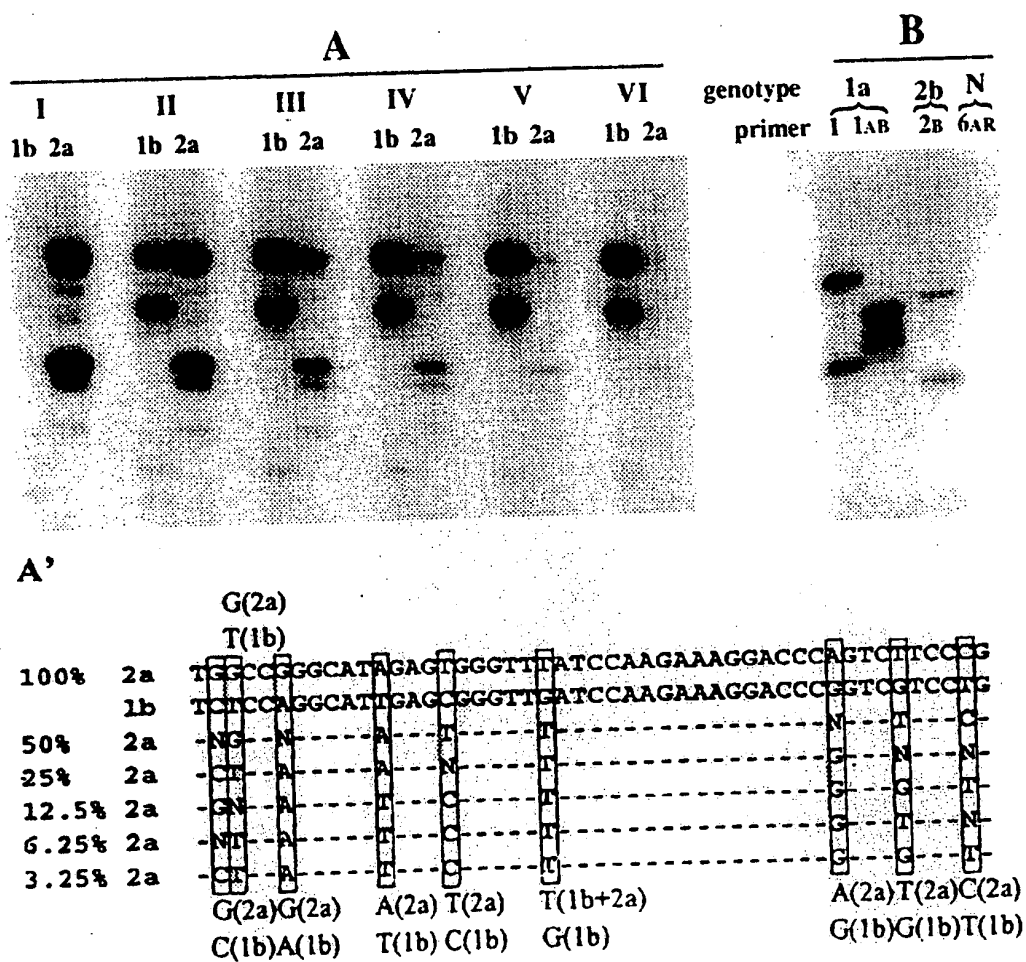 A
B
I II III IV V VI
genotype 1a 2b N
1b 2a 1b 2a 1b 2a 1b 2a 1b 2a 1b 2a
primer 1 1AB 2B 6AR
A'
G(2a)
T(1b)
100% 2a TGGCCGGGCATAGAGTGGGTTTATCCAAGAAAGGACCCAGTCTTCCCG
1b TCTCCAGGCATTGAGCGGGTTGATCCAAGAAAGGACCCGGTCGTCCTG
50% 2a -NG--N-----A---T-----T----------------N---T---C-
25% 2a -CT--A-----A---N-----T----------------G---N---N-
12.5% 2a -GN--A-----T---C-----T----------------G---G---T-
6.25% 2a -NT--A-----T---C-----T----------------G---T---N-
3.25% 2a -CT--A-----T---C-----T----------------G---G---T-
G(2a)G(2a) A(2a) T(2a) T(1b+2a) A(2a)T(2a)C(2a)
C(1b)A(1b) T(1b) C(1b) G(1b) G(1b)G(1b)T(1b)